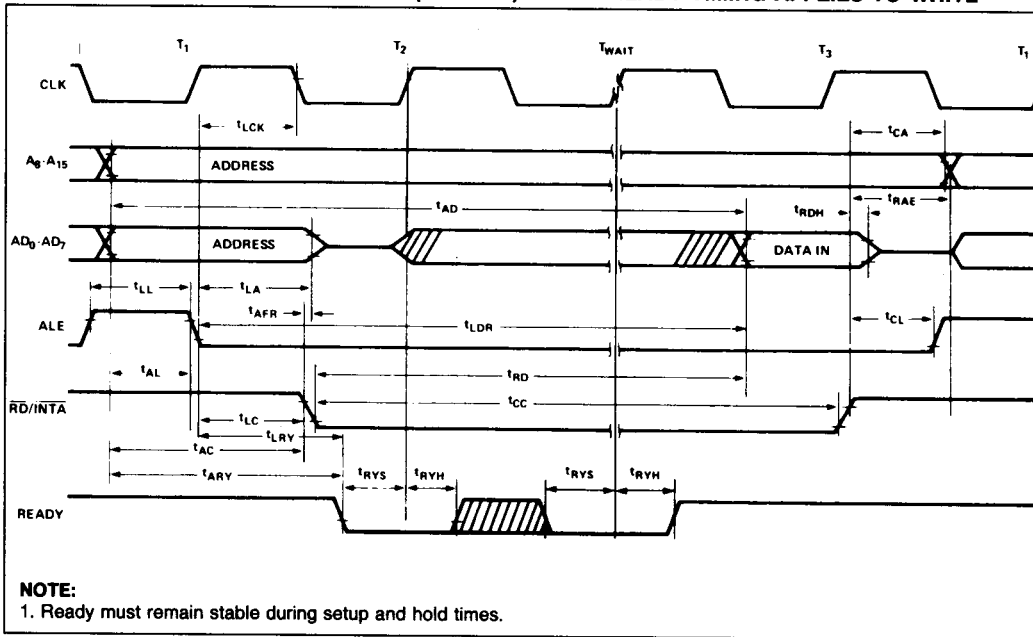 T1 T2 TWAIT T3 T1
CLK
tLCK tCA
A8-A15 ADDRESS
tAD tRDH tRAE
AD0-AD7 ADDRESS DATA IN
tLL tLA
tAFR tLDR tCL
ALE
tAL tRD
RD/INTA tCC
tLC
tLRY
tAC
tARY tRYS tRYH tRYS tRYH
READY
NOTE:
1. Ready must remain stable during setup and hold times.